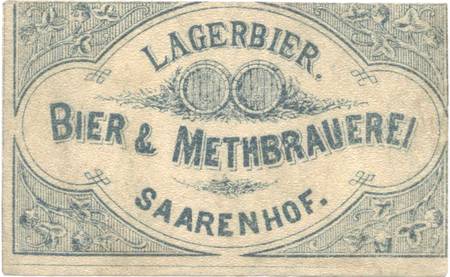 LAGERBIER.
BIER & METHBRAUEREI
SAARENHOF.